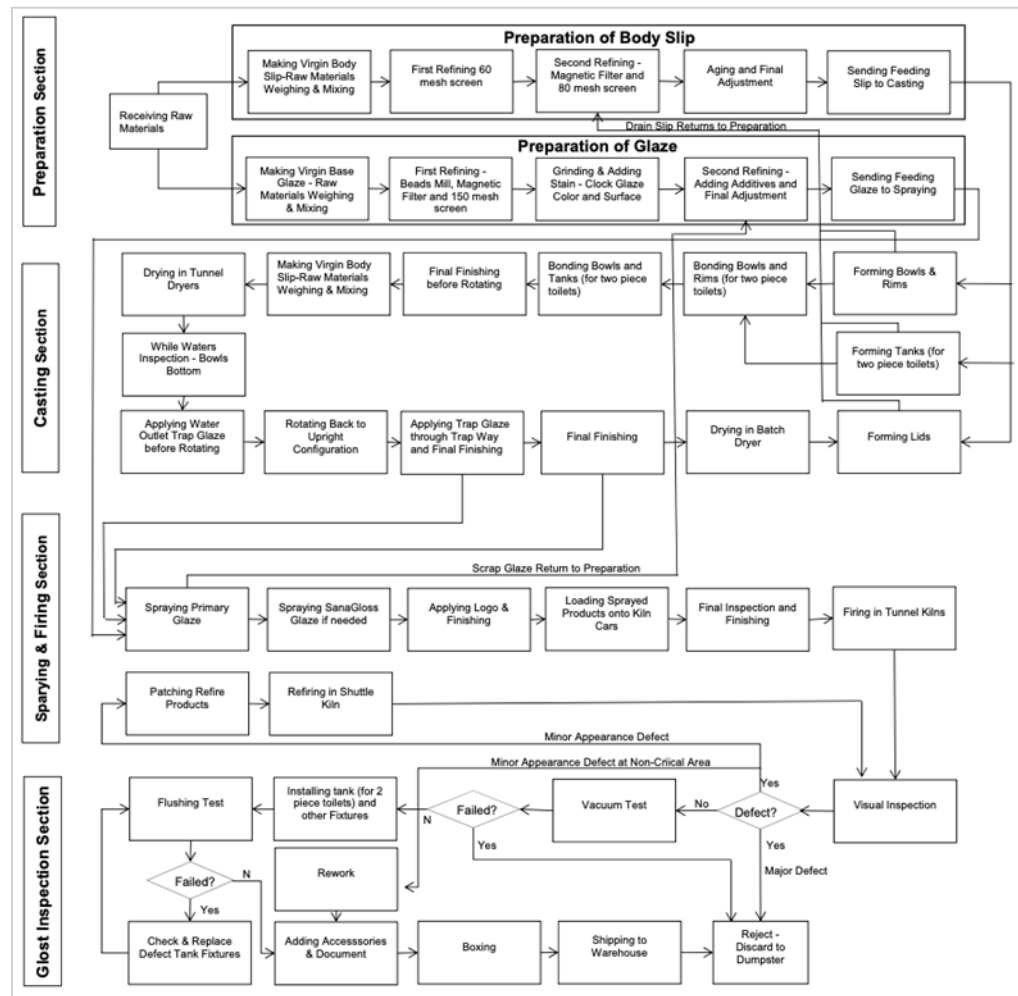 Preparation Section
Preparation of Body Slip
Making Virgin Body
Slip-Raw Materials
Weighing & Mixing
First Refining 60
mesh screen
Second Refining -
Magnetic Filter and
80 mesh screen
Aging and Final
Adjustment
Sending Feeding
Slip to Casting
Receiving Raw
Materials
Drain Slip Returns to Preparation
Preparation of Glaze
Making Virgin Base
Glaze - Raw
Materials Weighing
& Mixing
First Refining -
Beads Mill, Magnetic
Filter and 150 mesh
screen
Grinding & Adding
Stain - Clock Glaze
Color and Surface
Second Refining -
Adding Additives and
Final Adjustment
Sending Feeding
Glaze to Spraying
Casting Section
Drying in Tunnel
Dryers
Making Virgin Body
Slip-Raw Materials
Weighing & Mixing
Final Finishing
before Rotating
Bonding Bowls and
Tanks (for two piece
toilets)
Bonding Bowls and
Rims (for two piece
toilets)
Forming Bowls &
Rims
While Waters
Inspection - Bowls
Bottom
Forming Tanks (for
two piece toilets)
Applying Water
Outlet Trap Glaze
before Rotating
Rotating Back to
Upright
Configuration
Applying Trap Glaze
through Trap Way
and Final Finishing
Final Finishing
Drying in Batch
Dryer
Forming Lids
Sparying & Firing Section
Scrap Glaze Return to Preparation
Spraying Primary
Glaze
Spraying SanaGloss
Glaze if needed
Applying Logo &
Finishing
Loading Sprayed
Products onto Kiln
Cars
Final Inspection and
Finishing
Firing in Tunnel Kilns
Patching Refire
Products
Refiring in Shuttle
Kiln
Minor Appearance Defect
Glost Inspection Section
Minor Appearance Defect at Non-Criical Area
Yes
Flushing Test
Installing tank (for 2
piece toilets) and
other Fixtures
Failed?
N
Yes
Vacuum Test
No
Defect?
Yes
Major Defect
Visual Inspection
Failed?
N
Yes
Rework
Check & Replace
Defect Tank Fixtures
Adding Accesssories
& Document
Boxing
Shipping to
Warehouse
Reject -
Discard to
Dumpster